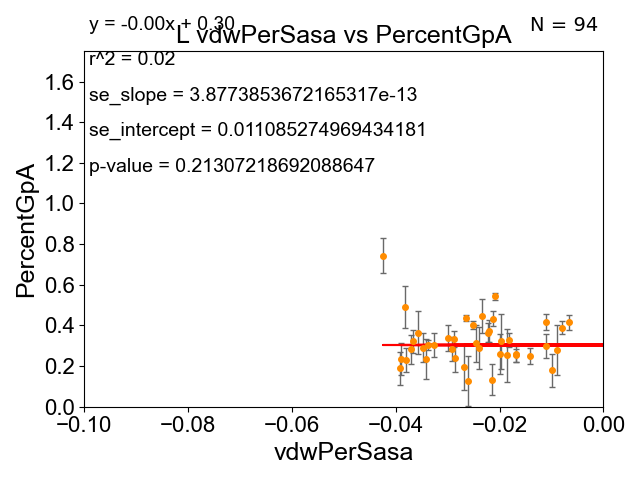 y = -0.00x + 0.30
N = 94
L vdwPerSasa vs PercentGpA
r^2 = 0.02
se_slope = 3.8773853672165317e-13
se_intercept = 0.011085274969434181
p-value = 0.21307218692088647
PercentGpA
1.6
1.4
1.2
1.0
0.8
0.6
0.4
0.2
0.0
−0.10
−0.08
−0.06
−0.04
−0.02
0.00
vdwPerSasa